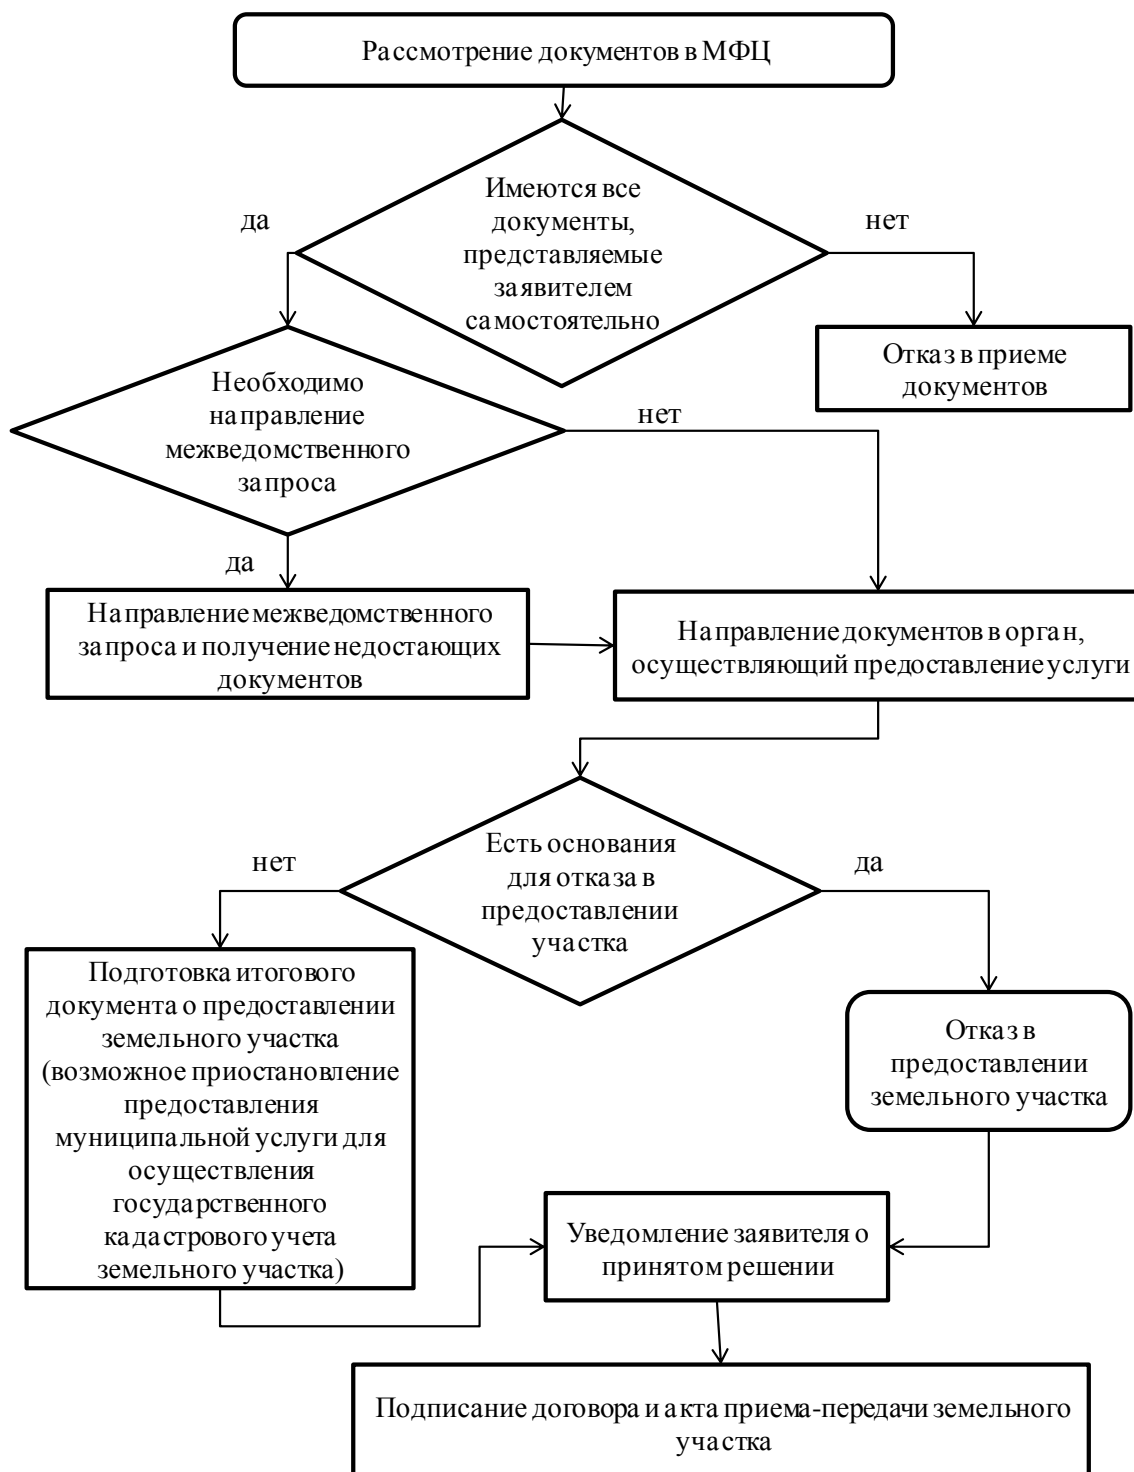 Рассмотрение документов в МФЦ
Имеются все
документы,
представляемые
заявителем
самостоятельно
да
нет
Отказ в приеме
документов
Необходимо
направление
межведомственного
запроса
нет
да
Направление межведомственного
запроса и получение недостающих
документов
Направление документов в орган,
осуществляющий предоставление услуги
Есть основания
для отказа в
предоставлении
участка
нет
да
Подготовка итогового
документа о предоставлении
земельного участка
(возможное приостановление
предоставления
муниципальной услуги для
осуществления
государственного
кадастрового учета
земельного участка)
Отказ в
предоставлении
земельного участка
Уведомление заявителя о
принятом решении
Подписание договора и акта приема-передачи земельного
участка